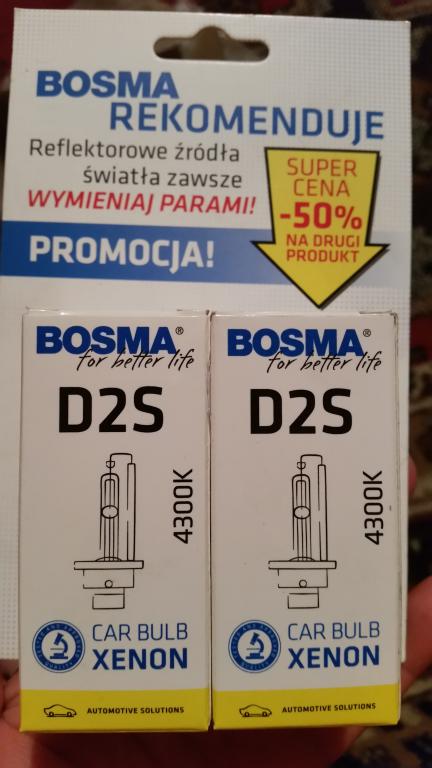 BOSMA
REKOMENDUJE
Reflektorowe źródła
światła zawsze
WYMIENIAJ PARAMI!
SUPER
CENA
-50%
NA DRUGI
PRODUKT
PROMOCJA!
BOSMA®
for better life
D2S
4300K
CAR BULB
XENON
AUTOMOTIVE SOLUTIONS
BOSMA®
for better life
D2S
4300K
CAR BULB
XENON
AUTOMOTIVE SOLUTIONS